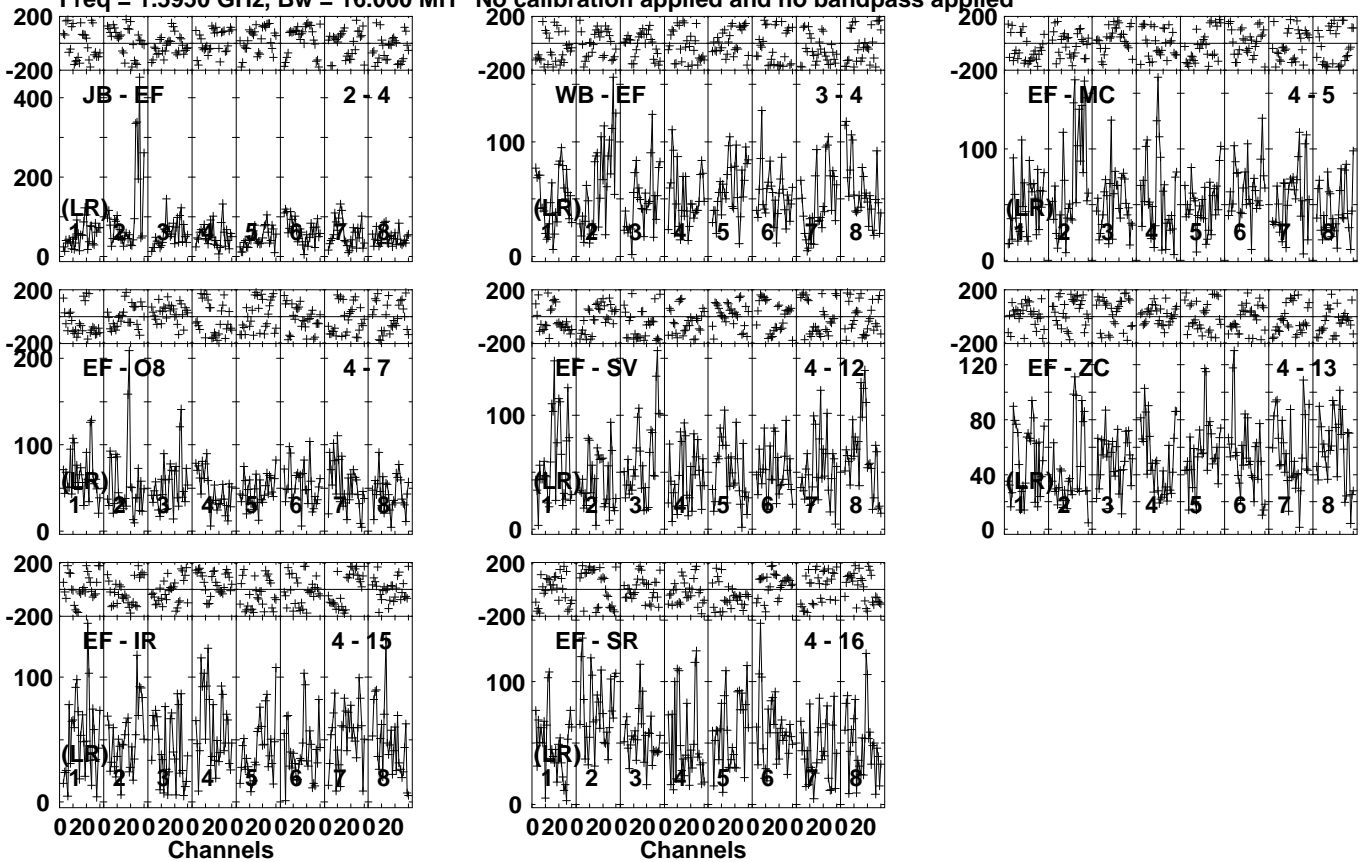 Freq = 1.5950 GHz, Bw = 16.000 MH No calibration applied and no bandpass applied
200 200 200
-200 -200 -200
JB - EF 2 - 4 WB - EF 3 - 4 EF - MC 4 - 5
400
200 100 100
(LR) (LR) (LR)
1 2 3 4 5 6 7 8 1 2 3 4 5 6 7 8 1 2 3 4 5 6 7 8
0 0 0
200 200 200
-200 -200 -200
200
EF - O8 4 - 7 EF - SV 4 - 12 EF - ZC 4 - 13
120
100 100 80
40
(LR) (LR) (LR)
1 2 3 4 5 6 7 8 1 2 3 4 5 6 7 8 1 2 3 4 5 6 7 8
0 0 0
200 200
-200 -200
EF - IR 4 - 15 EF - SR 4 - 16
100 100
(LR) (LR)
1 2 3 4 5 6 7 8 1 2 3 4 5 6 7 8
0 0
0 20 0 20 0 20 0 20 0 20 0 20 0 20 0 20 0 20 0 20 0 20 0 20 0 20 0 20 0 20 0 20
Channels Channels